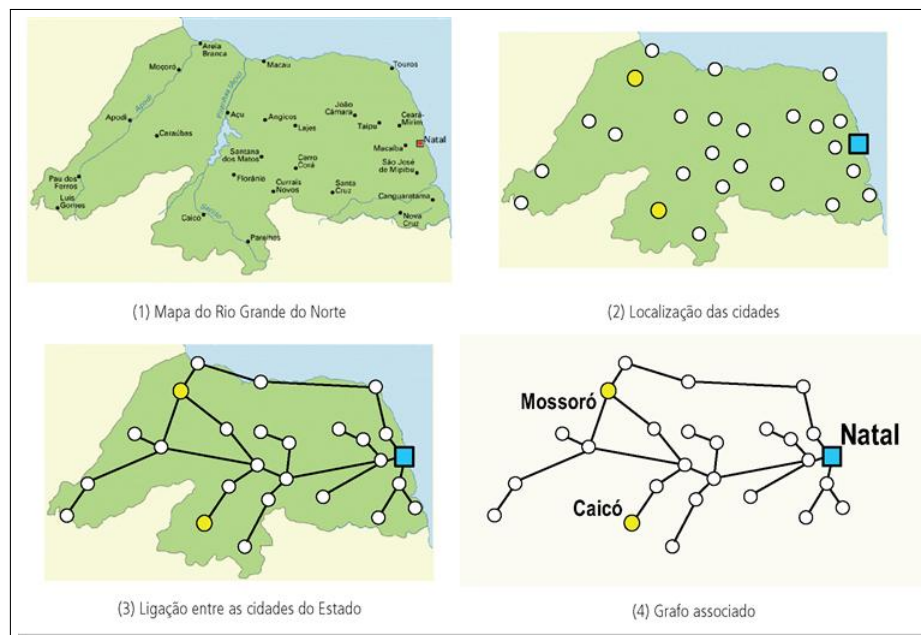 Areia
Branca
Moçoró
Macau
Touros
Açu
Angicos
Lajes
João
Câmara
Taipu
Ceará-
Mirim
Apodi
Caraúbas
Natal
Macaíba
Santana
dos Matos
Cerro
Corá
São José
de Mipibu
Pau dos
Ferros
Florânio
Currais
Novos
Santa
Cruz
Luís
Gomes
Canguaratama
Caicó
Nova
Cruz
Parelhas
(1) Mapa do Rio Grande do Norte
(2) Localização das cidades
Mossoró
Natal
Caicó
(3) Ligação entre as cidades do Estado
(4) Grafo associado